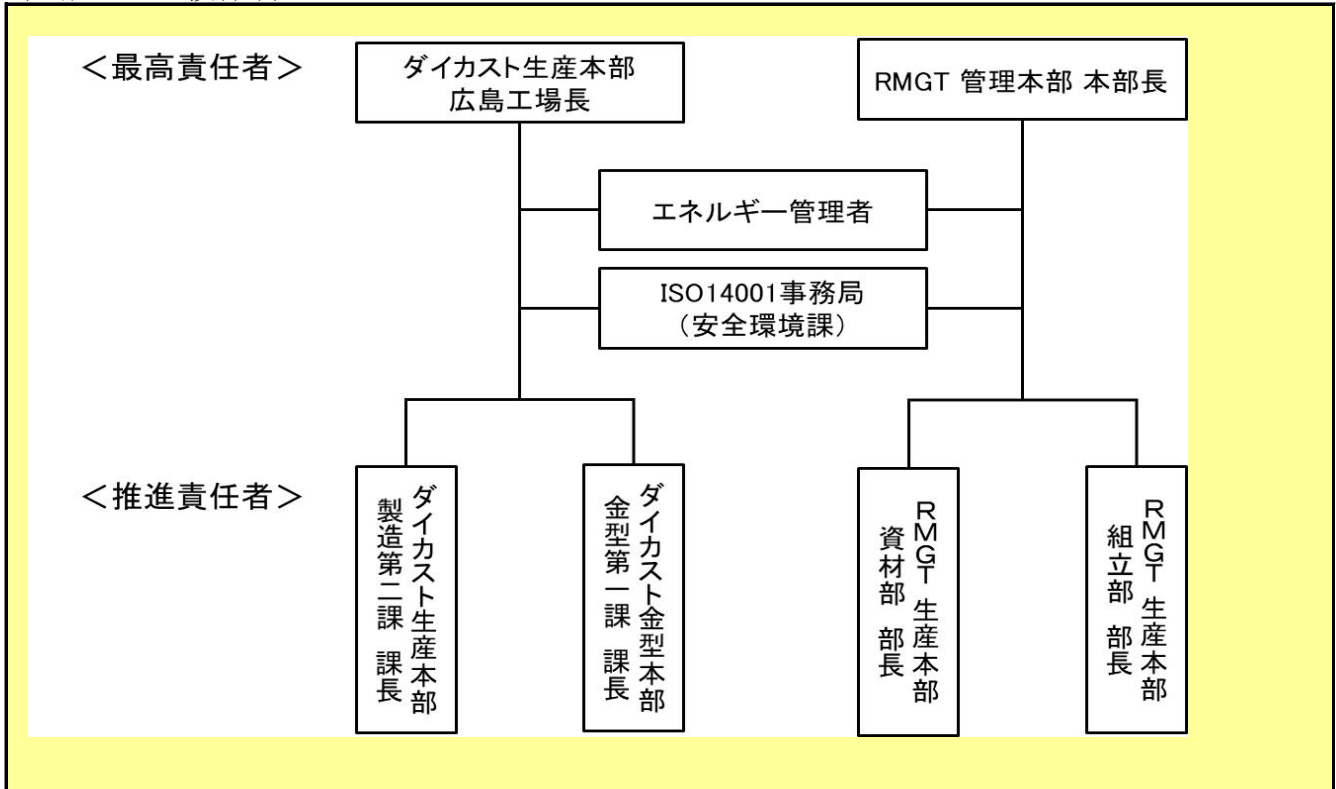 ＜最高責任者＞
ダイカスト生産本部
広島工場長
RMGT 管理本部 本部長
エネルギー管理者
ISO14001事務局
（安全環境課）
＜推進責任者＞
ダイカスト生産本部
製造第二課 課長
ダイカスト金型本部
金型第一課 課長
ＲＭＧＴ 生産本部
資材部 部長
ＲＭＧＴ 生産本部
組立部 部長